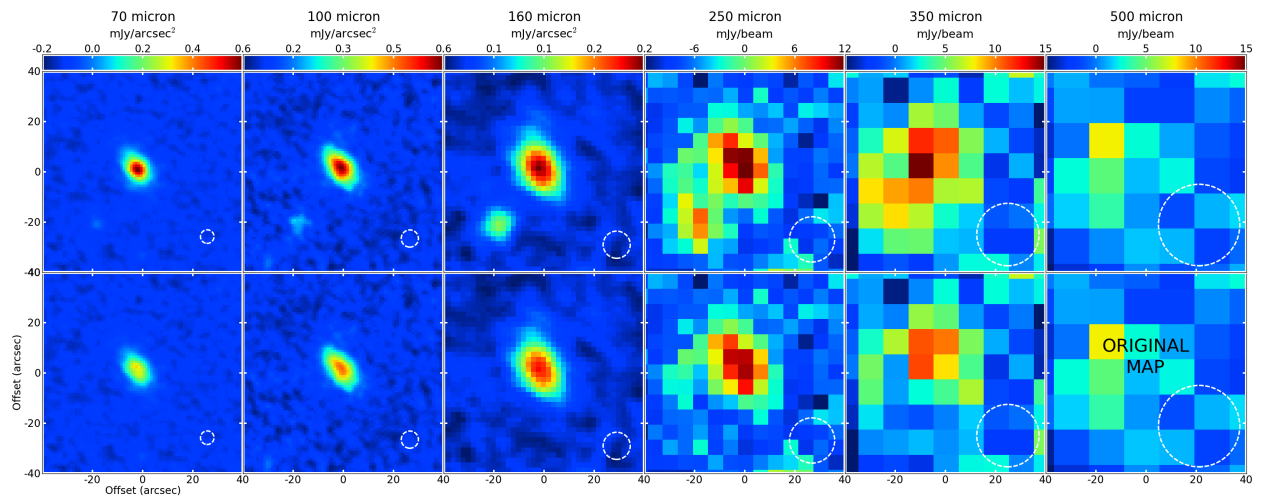 70 micron 100 micron 160 micron 250 micron 350 micron 500 micron
mJy/arcsec² mJy/arcsec² mJy/arcsec² mJy/beam mJy/beam mJy/beam
-0.2 0.0 0.2 0.4 0.6 0.2 0.3 0.6 0.6 0.1 0.1 0.2 0.2 -6 0 6 12 0 5 10 15 0 5 10 15
40
20
0
-20
-40
40
20
0
-20
-40
Offset (arcsec)
ORIGINAL
MAP
-20 0 20 40 -20 0 20 40 -20 0 20 40 -20 0 20 40 -20 0 20 40 -20 0 20 40
Offset (arcsec)